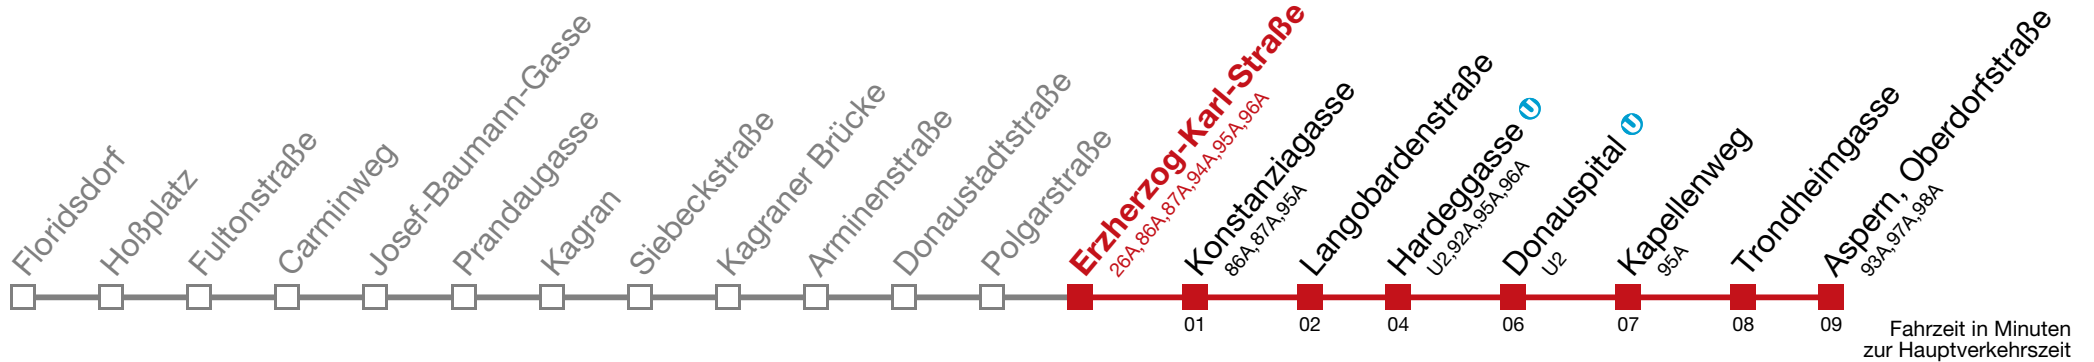 Floridsdorf
Hoßplatz
Fultonstraße
Carminweg
Josef-Baumann-Gasse
Prandaugasse
Kagran
Siebeckstraße
Kagraner Brücke
Arminenstraße
Donaustadtstraße
Polgarstraße
Erzherzog-Karl-Straße
26A,86A,87A,94A,95A,96A
Konstanziagasse
86A,87A,95A
Langobardenstraße
Hardeggasse U
U2,92A,95A,96A
Donauspital U
U2
Kapellenweg
95A
Trondheimgasse
Aspern, Oberdorfstraße
93A,97A,98A
01 02 04 06 07 08 09
Fahrzeit in Minuten
zur Hauptverkehrszeit